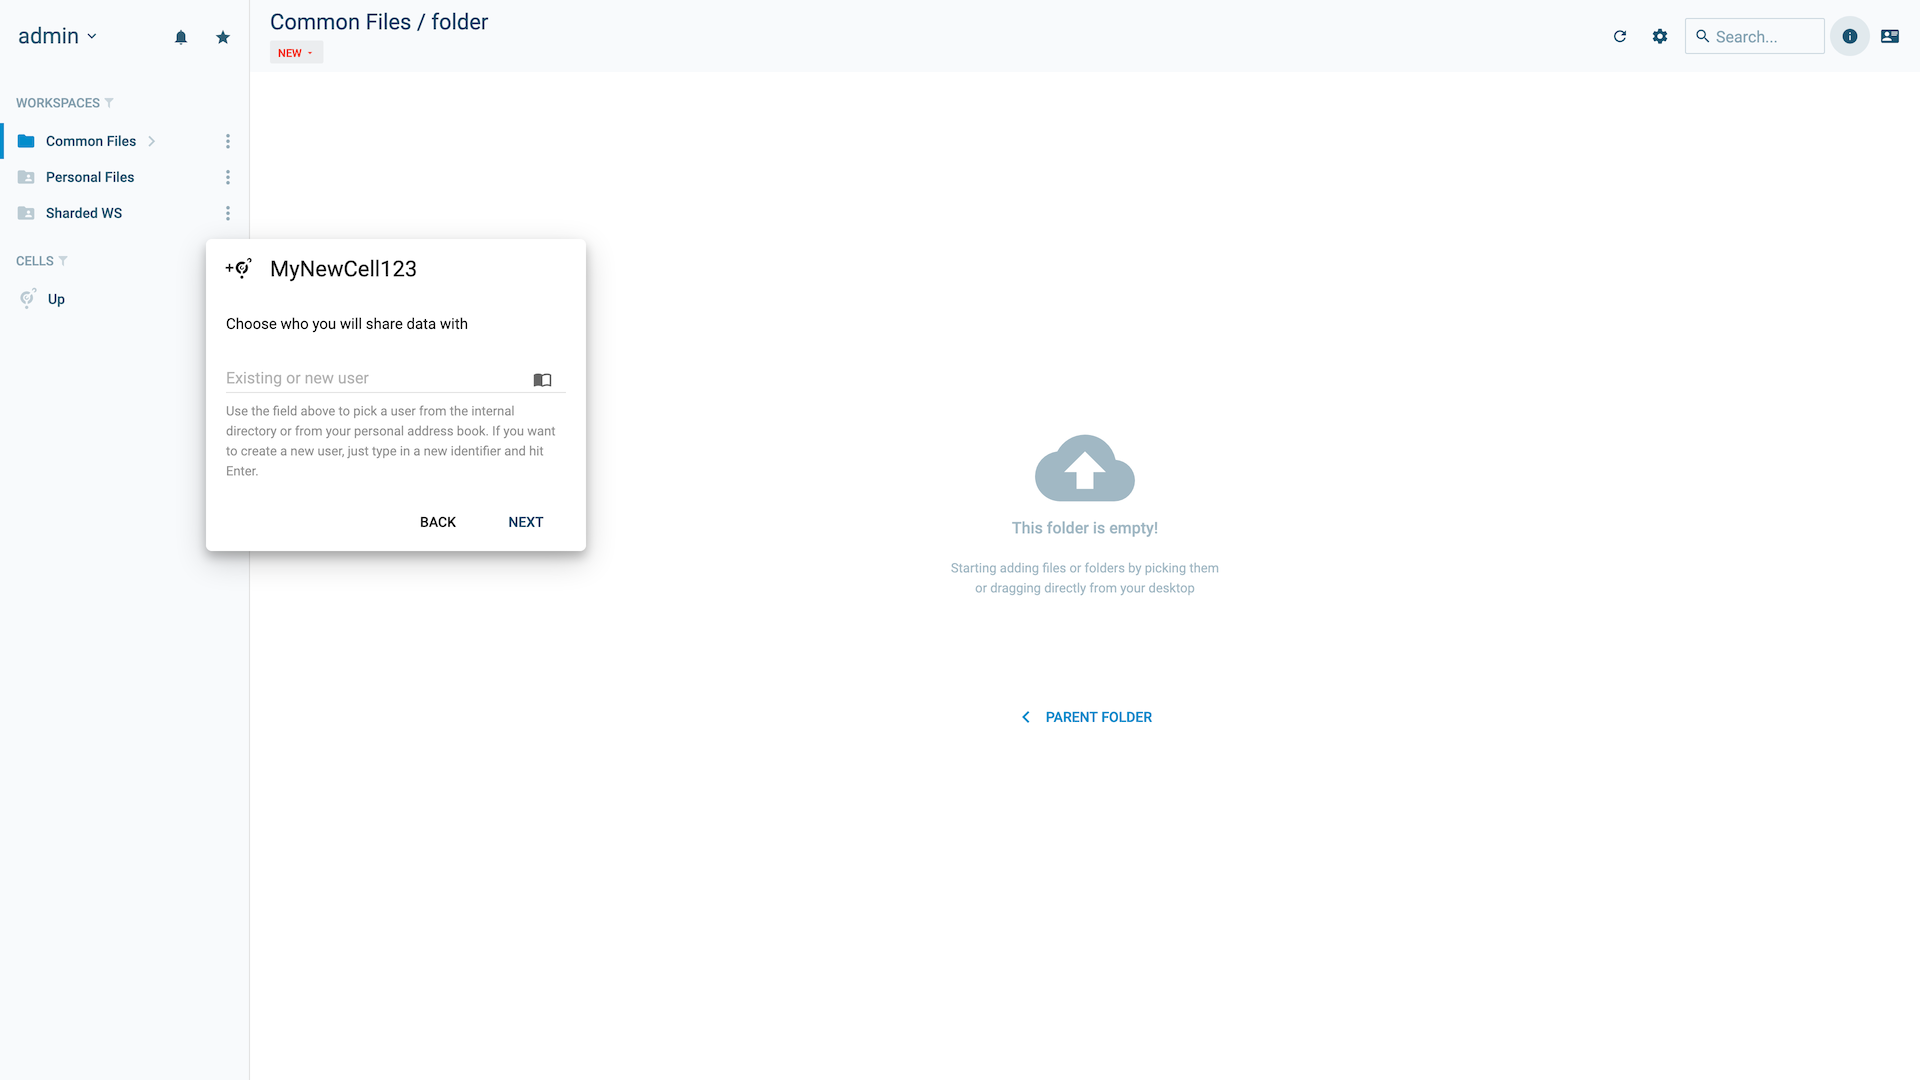 admin
Common Files / folder
NEW
Search...
WORKSPACES
Common Files
Personal Files
Sharded WS
CELLS
Up
MyNewCell123
Choose who you will share data with
Existing or new user
Use the field above to pick a user from the internal
directory or from your personal address book. If you want
to create a new user, just type in a new identifier and hit
Enter.
BACK
NEXT
This folder is empty!
Starting adding files or folders by picking them
or dragging directly from your desktop
PARENT FOLDER